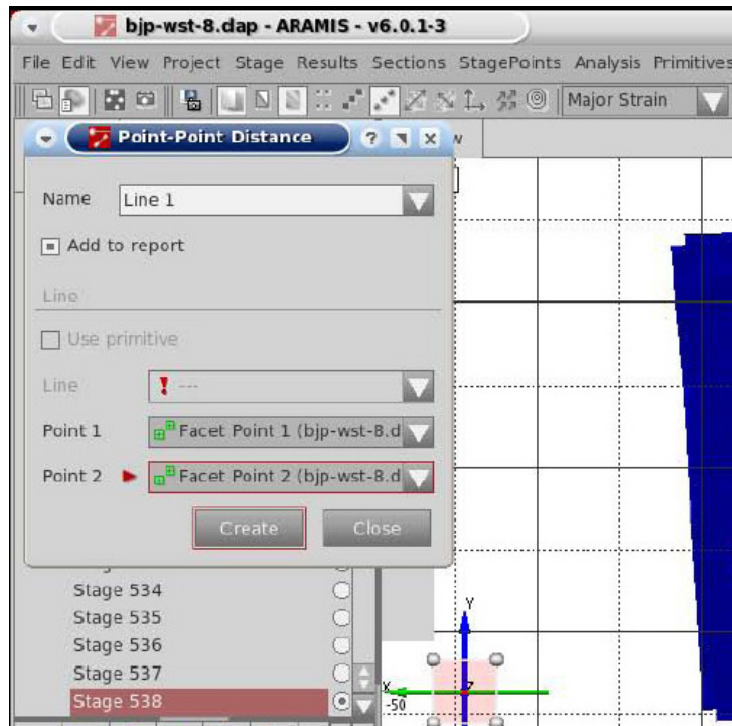 bjp-wst-8.dap - ARAMIS - v6.0.1-3
File Edit View Project Stage Results Sections StagePoints Analysis Primitives
Major Strain
Point-Point Distance ?
w
Name Line 1
Add to report
Line
Use primitive
Line ! ---
Point 1 Facet Point 1 (bjp-wst-8.d
Point 2 Facet Point 2 (bjp-wst-8.d
Create Close
Stage 534
Stage 535
Stage 536
Stage 537
Stage 538
Y
X
Z
-50